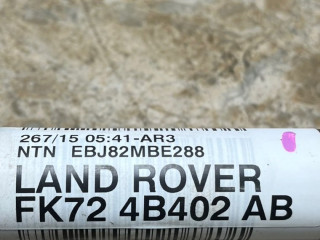 267/15 05:41-AR3
NTN EBJ82MBE288
LAND ROVER
FK72 4B402 AB